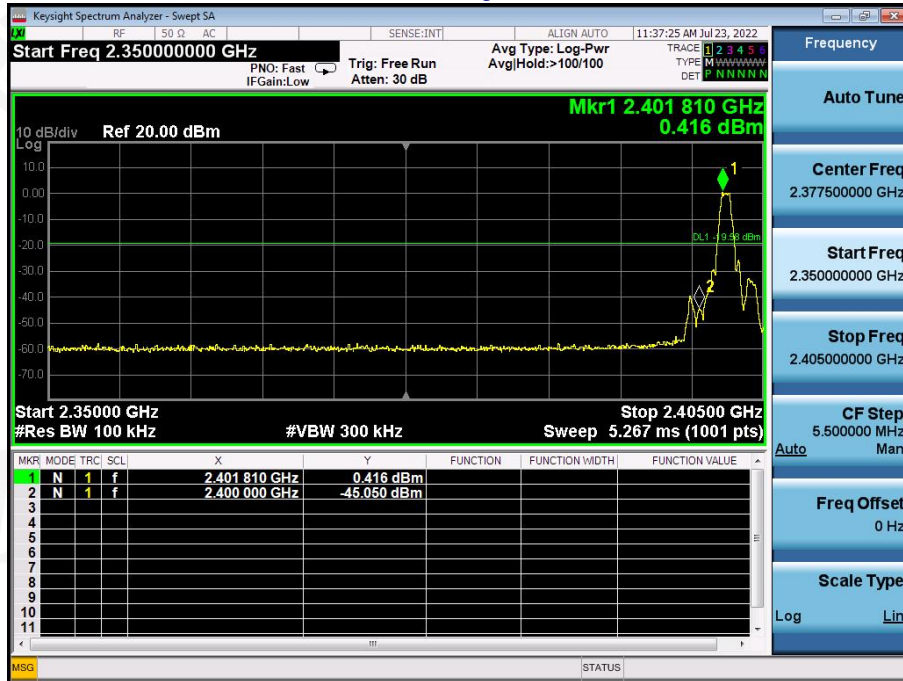 Keysight Spectrum Analyzer - Swept SA
LXI RF 50 Ω AC SENSE:INT ALIGN AUTO 11:37:25 AM Jul 23, 2022
Start Freq 2.350000000 GHz
PNO: Fast
IFGain:Low
Trig: Free Run
Atten: 30 dB
Avg Type: Log-Pwr
Avg|Hold:>100/100
TRACE 1 2 3 4 5 6
TYPE M WWWWW
DET P N N N N N
Mkr1 2.401 810 GHz
0.416 dBm
10 dB/div Ref 20.00 dBm
Log
10.0
0.00
-10.0
-20.0
-30.0
-40.0
-50.0
-60.0
-70.0
1
DL1 -19.58 dBm
2
Start 2.35000 GHz Stop 2.40500 GHz
#Res BW 100 kHz #VBW 300 kHz Sweep 5.267 ms (1001 pts)
MKR MODE TRC SCL X Y FUNCTION FUNCTION WIDTH FUNCTION VALUE
1 N 1 f 2.401 810 GHz 0.416 dBm
2 N 1 f 2.400 000 GHz -45.050 dBm
3
4
5
6
7
8
9
10
11
MSG STATUS
Frequency
Auto Tune
Center Freq
2.377500000 GHz
Start Freq
2.350000000 GHz
Stop Freq
2.405000000 GHz
CF Step
5.500000 MHz
Auto Man
Freq Offset
0 Hz
Scale Type
Log Lin